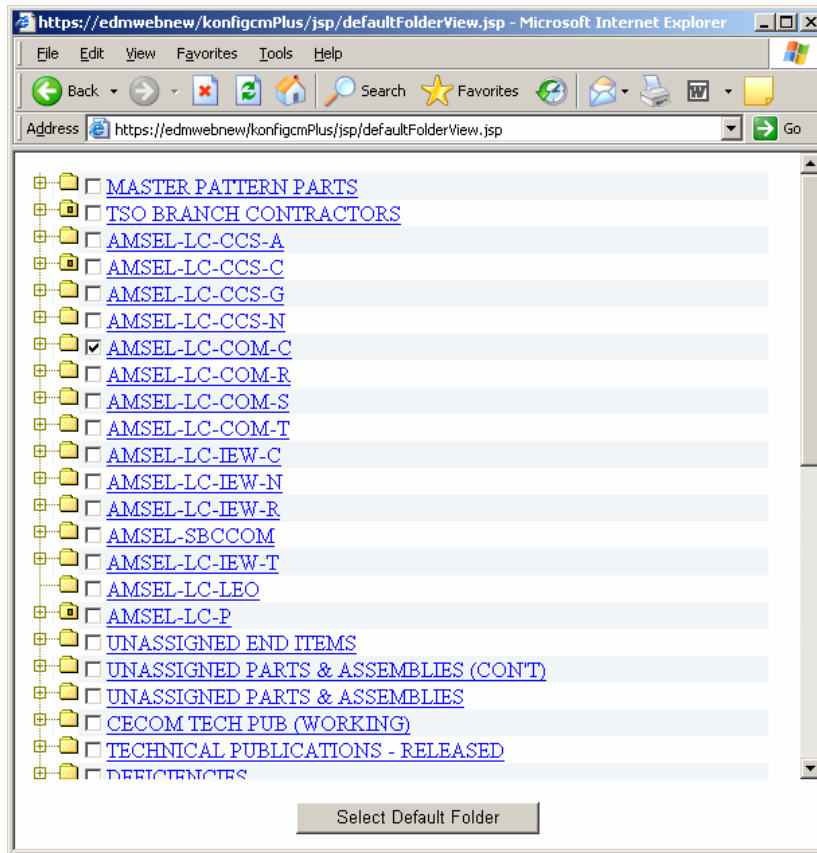 https://edmwebnew/konfigcmPlus/jsp/defaultFolderView.jsp - Microsoft Internet Explorer
File Edit View Favorites Tools Help
Back Search Favorites
Address https://edmwebnew/konfigcmPlus/jsp/defaultFolderView.jsp Go
MASTER PATTERN PARTS
TSO BRANCH CONTRACTORS
AMSEL-LC-CCS-A
AMSEL-LC-CCS-C
AMSEL-LC-CCS-G
AMSEL-LC-CCS-N
AMSEL-LC-COM-C
AMSEL-LC-COM-R
AMSEL-LC-COM-S
AMSEL-LC-COM-T
AMSEL-LC-IEW-C
AMSEL-LC-IEW-N
AMSEL-LC-IEW-R
AMSEL-SBCCOM
AMSEL-LC-IEW-T
AMSEL-LC-LEO
AMSEL-LC-P
UNASSIGNED END ITEMS
UNASSIGNED PARTS & ASSEMBLIES (CON'T)
UNASSIGNED PARTS & ASSEMBLIES
CECOM TECH PUB (WORKING)
TECHNICAL PUBLICATIONS - RELEASED
DEFICIENCIES
Select Default Folder